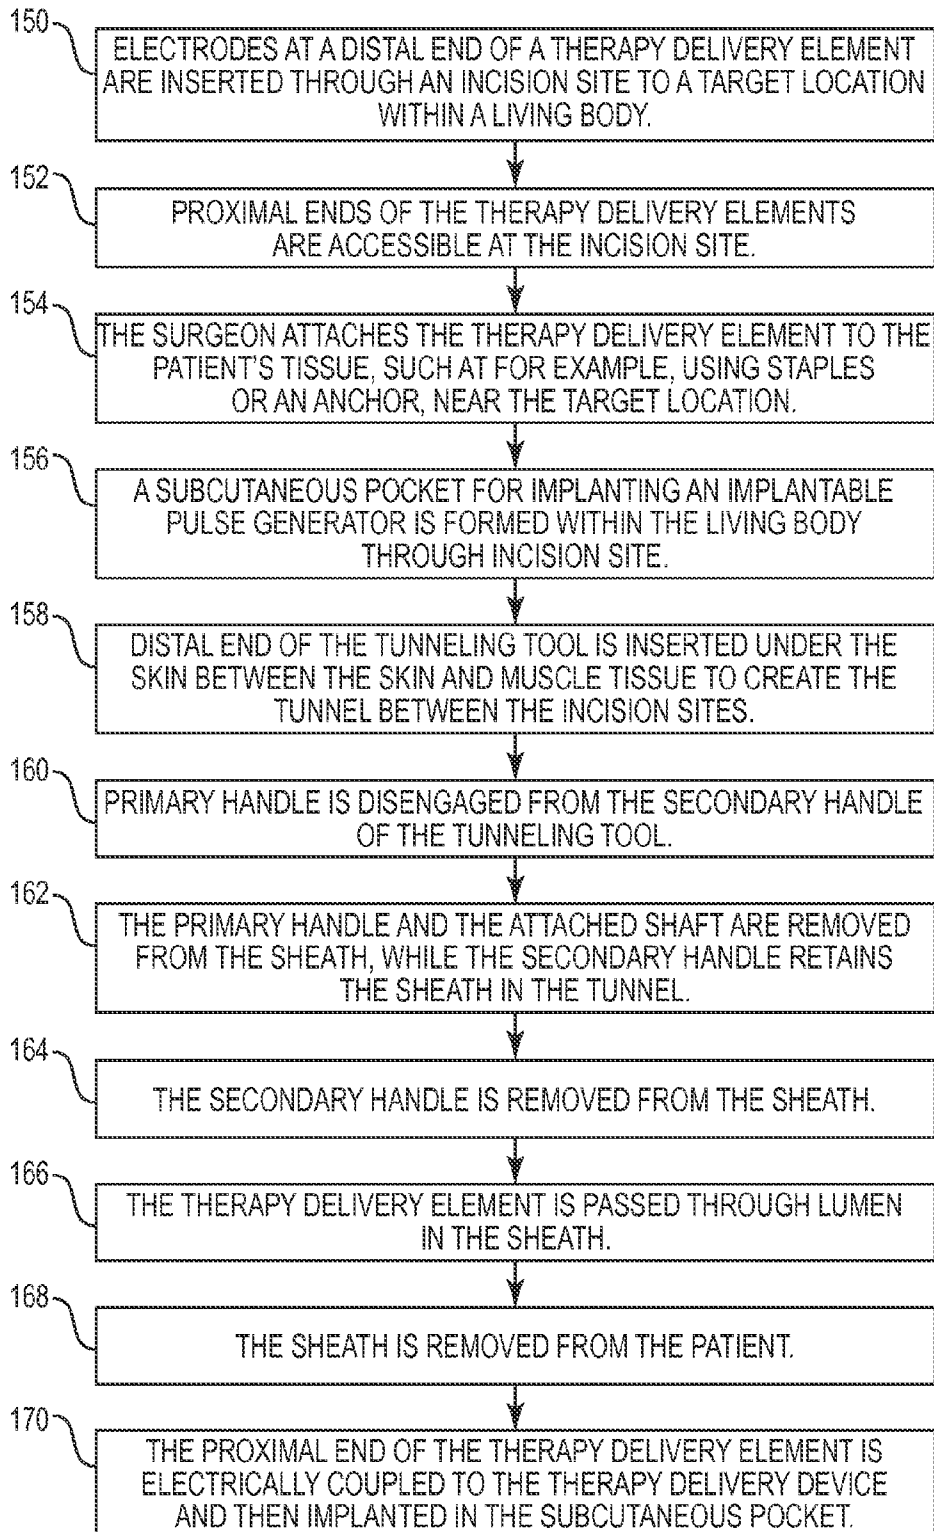 150
ELECTRODES AT A DISTAL END OF A THERAPY DELIVERY ELEMENT
ARE INSERTED THROUGH AN INCISION SITE TO A TARGET LOCATION
WITHIN A LIVING BODY.
152
PROXIMAL ENDS OF THE THERAPY DELIVERY ELEMENTS
ARE ACCESSIBLE AT THE INCISION SITE.
154
THE SURGEON ATTACHES THE THERAPY DELIVERY ELEMENT TO THE
PATIENT'S TISSUE, SUCH AT FOR EXAMPLE, USING STAPLES
OR AN ANCHOR, NEAR THE TARGET LOCATION.
156
A SUBCUTANEOUS POCKET FOR IMPLANTING AN IMPLANTABLE
PULSE GENERATOR IS FORMED WITHIN THE LIVING BODY
THROUGH INCISION SITE.
158
DISTAL END OF THE TUNNELING TOOL IS INSERTED UNDER THE
SKIN BETWEEN THE SKIN AND MUSCLE TISSUE TO CREATE THE
TUNNEL BETWEEN THE INCISION SITES.
160
PRIMARY HANDLE IS DISENGAGED FROM THE SECONDARY HANDLE
OF THE TUNNELING TOOL.
162
THE PRIMARY HANDLE AND THE ATTACHED SHAFT ARE REMOVED
FROM THE SHEATH, WHILE THE SECONDARY HANDLE RETAINS
THE SHEATH IN THE TUNNEL.
164
THE SECONDARY HANDLE IS REMOVED FROM THE SHEATH.
166
THE THERAPY DELIVERY ELEMENT IS PASSED THROUGH LUMEN
IN THE SHEATH.
168
THE SHEATH IS REMOVED FROM THE PATIENT.
170
THE PROXIMAL END OF THE THERAPY DELIVERY ELEMENT IS
ELECTRICALLY COUPLED TO THE THERAPY DELIVERY DEVICE
AND THEN IMPLANTED IN THE SUBCUTANEOUS POCKET.